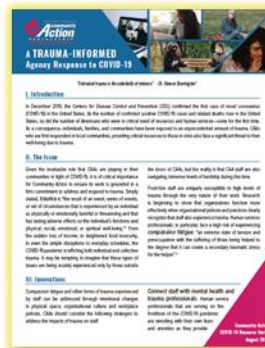 community
Action
PARTNERSHIP
A TRAUMA-INFORMED
Agency Response to COVID-19
"Untreated trauma is the underbelly of violence" - Dr. Sharon Washington
I. Introduction
In December 2019, the Centers for Disease Control and Prevention (CDC) confirmed the first case of novel coronavirus
(COVID-19) in the United States. As the number of confirmed positive COVID-19 cases and related deaths rose in the United
States, so did the number of Americans who were in critical need of resources and human services—some for the first time.
As a consequence, individuals, families, and communities have been exposed to an unprecedented amount of trauma. CAAs
who are first responders in local communities, providing critical resources to those in crisis also face a significant threat to their
well-being due to trauma.
II. The Issue
Given the invaluable role that CAAs are playing in their
communities in light of COVID-19, it is of critical importance
for Community Action to ensure its work is grounded in a
firm commitment to address and respond to trauma. Simply
stated, trauma is "the result of an event, series of events,
or set of circumstances that is experienced by an individual
as physically or emotionally harmful or threatening and that
has lasting adverse effects on the individual's functions and
physical, social, emotional, or spiritual well-being."
From the
sudden loss of income, to heightened food insecurity,
to even the simple disruptions to everyday schedules, the
COVID-19 pandemic is inflicting both individual and collective
trauma. It may be tempting to imagine that these types of
issues are being acutely experienced only by those outside
the doors of CAAs, but the reality is that CAA staff are also
navigating immense levels of hardship during this time.
Front-line staff are uniquely susceptible to high levels of
trauma through the very nature of their work. Research
is beginning to show that organizations function more
effectively when organizational policies and practices clearly
recognize that staff also experience trauma. Human services
professionals, in particular, face a high risk of experiencing
compassion fatigue "an extreme state of tension and
preoccupation with the suffering of those being helped to
the degree that it can create a secondary traumatic stress
for the helper."
III. Innovations
Compassion fatigue and other forms of trauma experienced
by staff can be addressed through intentional changes
in physical space, organizational culture and workplace
policies. CAAs should consider the following strategies to
address the impacts of trauma on staff:
Connect staff with mental health and
trauma professionals. Human service
professionals that are serving on the
frontlines of the COVID-19 pandemic
are wrestling with their own fears
and anxieties as they provide
Community Action
COVID-19 Resource Series
August 20